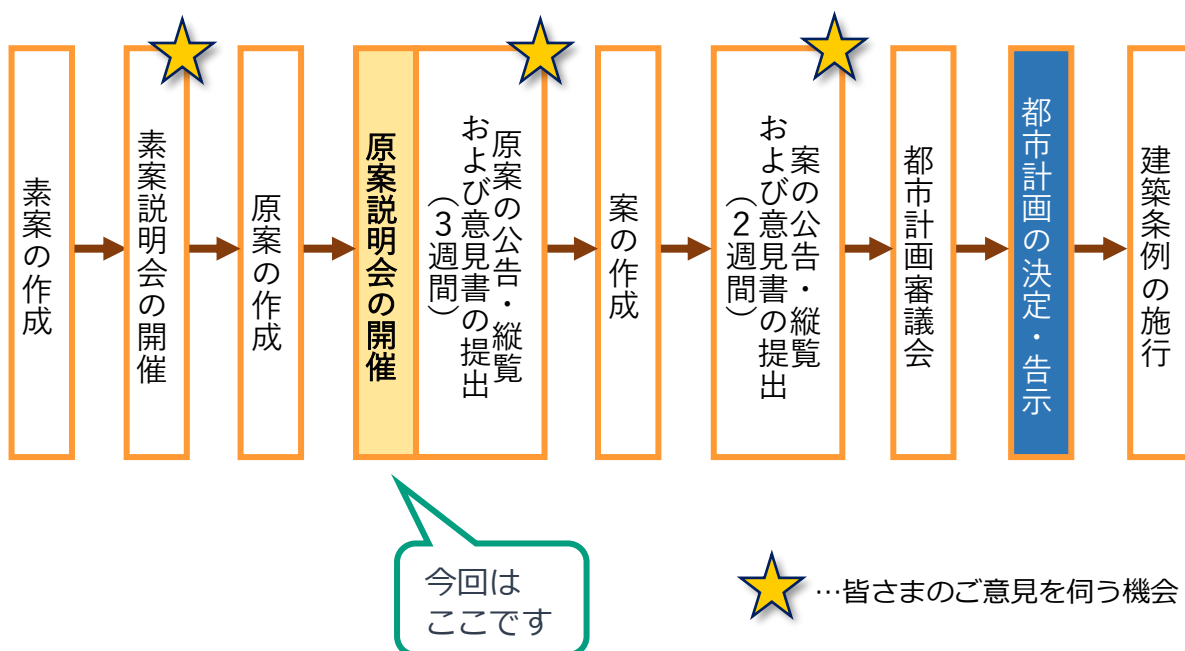 素案の作成
素案説明会の開催
原案の作成
原案説明会の開催
原案の公告・縦覧
および意見書の提出
（３週間）
案の作成
案の公告・縦覧
および意見書の提出
（２週間）
都市計画審議会
都市計画の決定・告示
建築条例の施行
今回は
ここです
…皆さまのご意見を伺う機会